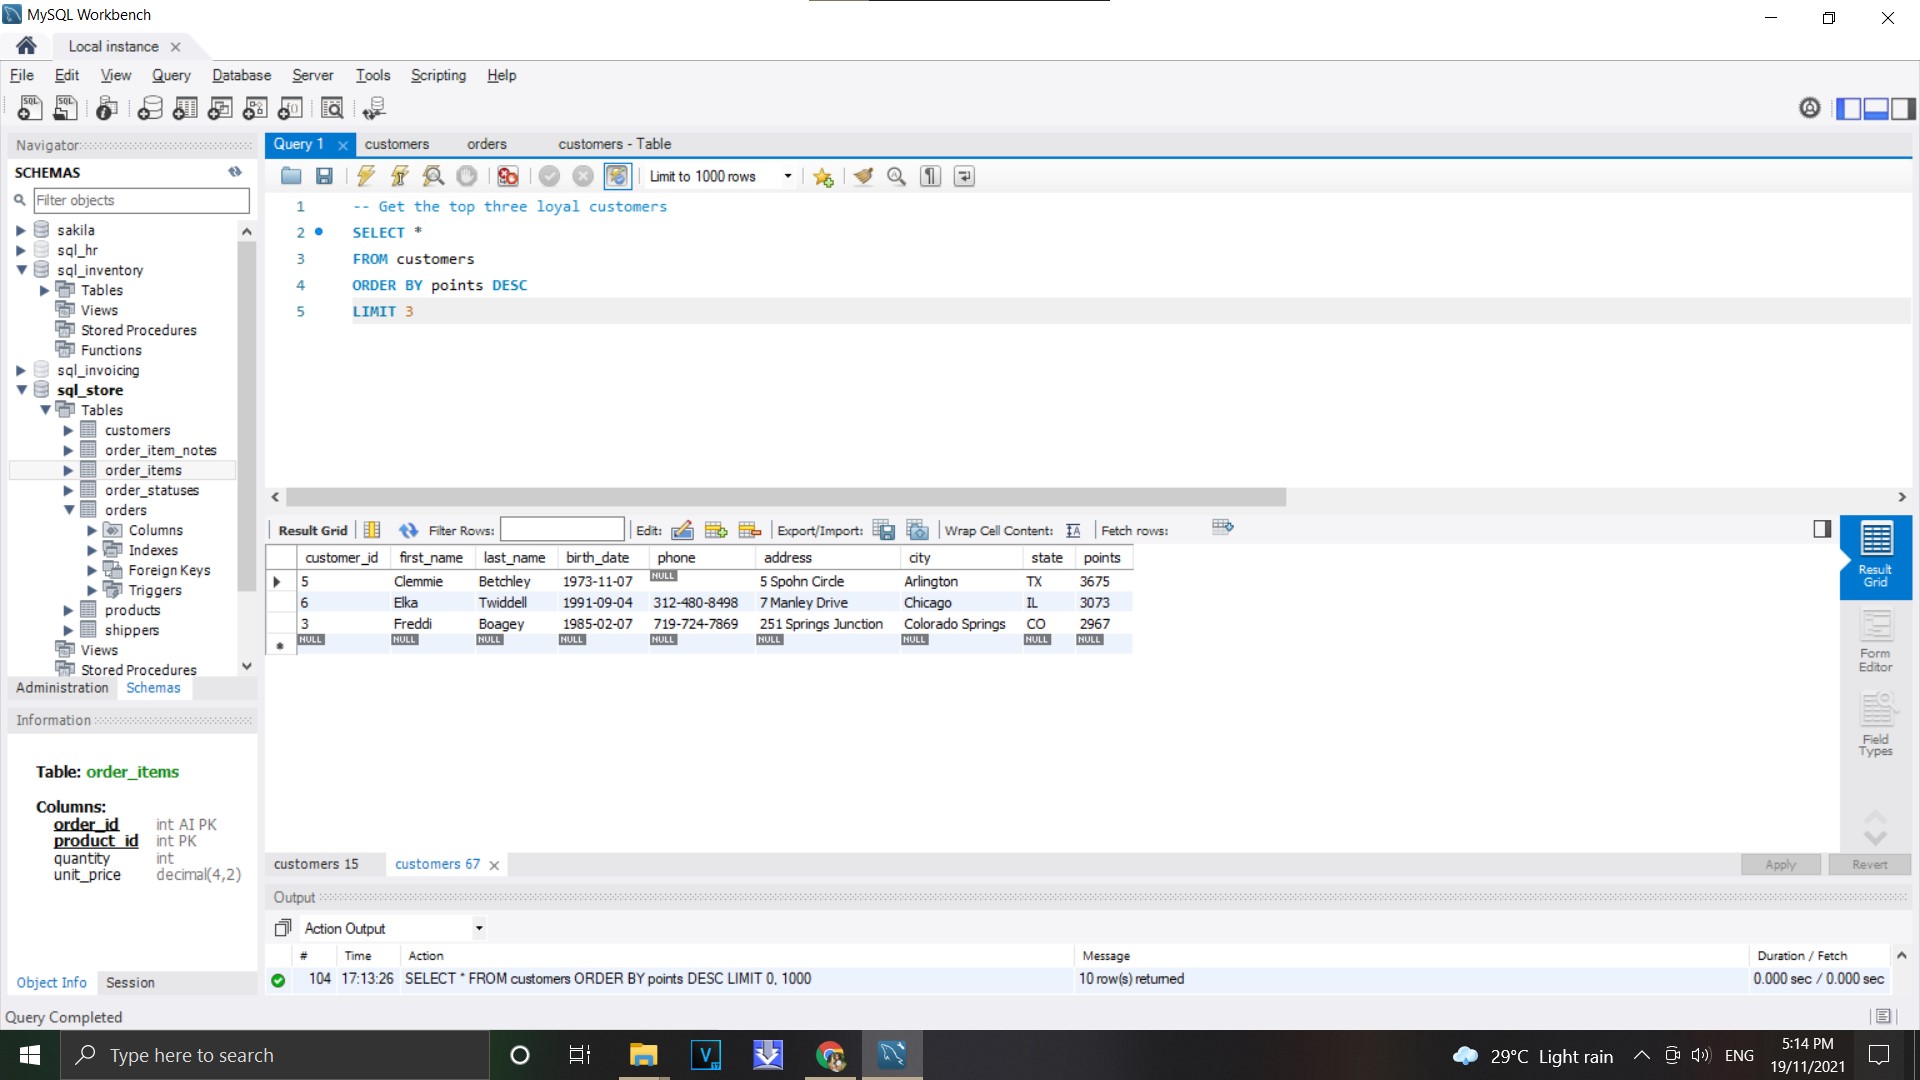 MySQL Workbench
Local instance
File Edit View Query Database Server Tools Scripting Help
Navigator
SCHEMAS
Filter objects
sakila
sql_hr
sql_inventory
Tables
Views
Stored Procedures
Functions
sql_invoicing
sql_store
Tables
customers
order_item_notes
order_items
order_statuses
orders
Columns
Indexes
Foreign Keys
Triggers
products
shippers
Views
Stored Procedures
Administration Schemas
Information
Table: order_items
Columns:
order_id int AI PK
product_id int PK
quantity int
unit_price decimal(4,2)
Object Info Session
Query 1 customers orders customers - Table
Limit to 1000 rows
1 -- Get the top three loyal customers
2 SELECT *
3 FROM customers
4 ORDER BY points DESC
5 LIMIT 3
Result Grid Filter Rows: Edit: Export/Import: Wrap Cell Content: IA Fetch rows:
customer_id first_name last_name birth_date phone address city state points
5 Clemmie Betchley 1973-11-07 NULL 5 Spohn Circle Arlington TX 3675
6 Elka Twiddell 1991-09-04 312-480-8498 7 Manley Drive Chicago IL 3073
3 Freddi Boagey 1985-02-07 719-724-7869 251 Springs Junction Colorado Springs CO 2967
NULL NULL NULL NULL NULL NULL NULL NULL NULL
Result
Grid
Form
Editor
Field
Types
customers 15 customers 67
Apply Revert
Output
Action Output
# Time Action Message Duration / Fetch
104 17:13:26 SELECT * FROM customers ORDER BY points DESC LIMIT 0, 1000 10 row(s) returned 0.000 sec / 0.000 sec
Query Completed
Type here to search
29°C Light rain
ENG
5:14 PM
19/11/2021